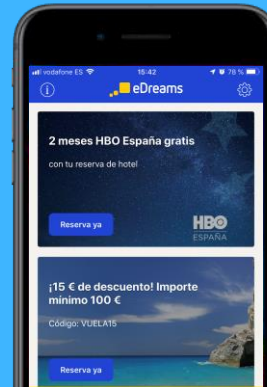 vodafone ES 15:42 78 %
eDreams
2 meses HBO España gratis
con tu reserva de hotel
Reserva ya
HBO
ESPAÑA
¡15 € de descuento! Importe
mínimo 100 €
Código: VUELA15
Reserva ya